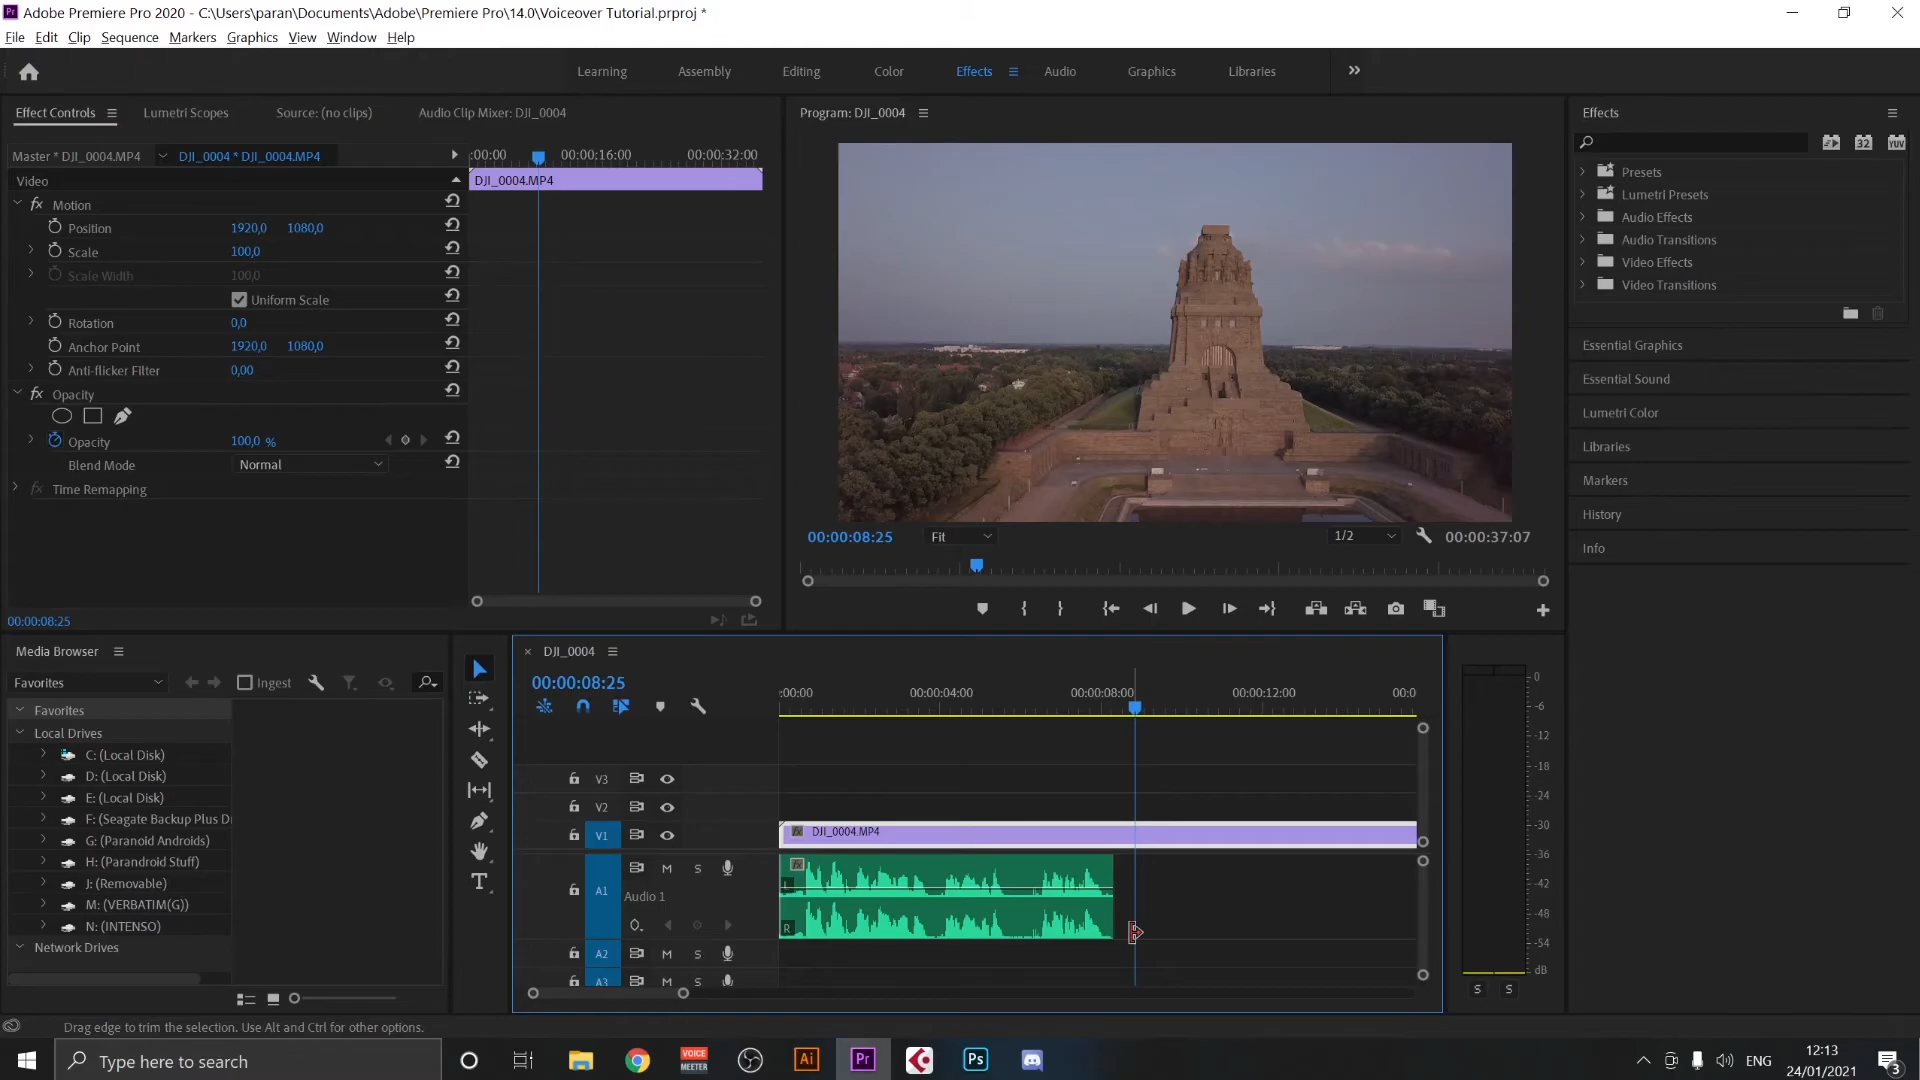 Adobe Premiere Pro 2020 - C:\Users\paran\Documents\Adobe\Premiere Pro\14.0\Voiceover Tutorial.prproj *
File Edit Clip Sequence Markers Graphics View Window Help
Learning Assembly Editing Color Effects Audio Graphics Libraries
Effect Controls Lumetri Scopes Source: (no clips) Audio Clip Mixer: DJI_0004
Master * DJI_0004.MP4 DJI_0004 * DJI_0004.MP4 :00:00 00:00:16:00 00:00:32:00
Video DJI_0004.MP4
fx Motion
Position 1920,0 1080,0
Scale 100,0
Scale Width 100,0
Uniform Scale
Rotation 0,0
Anchor Point 1920,0 1080,0
Anti-flicker Filter 0,00
fx Opacity
Opacity 100,0 %
Blend Mode Normal
fx Time Remapping
00:00:08:25
Program: DJI_0004
00:00:08:25 Fit 1/2 00:00:37:07
Effects
32 YUV
Presets
Lumetri Presets
Audio Effects
Audio Transitions
Video Effects
Video Transitions
Essential Graphics
Essential Sound
Lumetri Color
Libraries
Markers
History
Info
Media Browser
Favorites Ingest
Favorites
Local Drives
C: (Local Disk)
D: (Local Disk)
E: (Local Disk)
F: (Seagate Backup Plus D
G: (Paranoid Androids)
H: (Parandroid Stuff)
J: (Removable)
M: (VERBATIM(G))
N: (INTENSO)
Network Drives
DJI_0004
00:00:08:25
:00:00 00:00:04:00 00:00:08:00 00:00:12:00 00:0
V3
V2
V1 DJI_0004.MP4
A1 M S fx L
Audio 1
R
A2 M S
A3 M S
0
-6
-12
-18
-24
-30
-36
-42
-48
-54
dB
S S
Drag edge to trim the selection. Use Alt and Ctrl for other options.
Type here to search
VOICE MEETER Ai Pr Ps ENG
12:13
24/01/2021
3